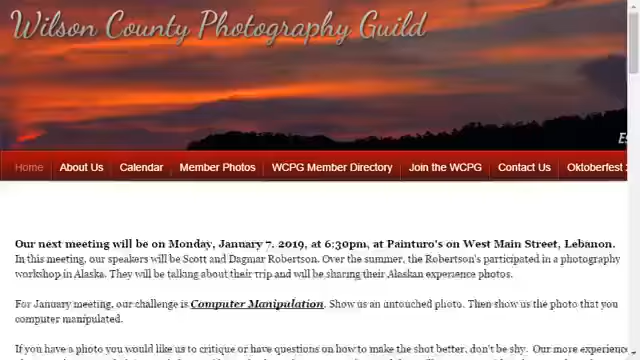 Wilson County Photography Guild
Home About Us Calendar Member Photos WCPG Member Directory Join the WCPG Contact Us Oktoberfest
Our next meeting will be on Monday, January 7, 2019, at 6:30pm, at Painturo's on West Main Street, Lebanon.
In this meeting, our speakers will be Scott and Dagmar Robertson. Over the summer, the Robertson's participated in a photography
workshop in Alaska. They will be talking about their trip and will be sharing their Alaskan experience photos.
For January meeting, our challenge is Computer Manipulation. Show us an untouched photo. Then show us the photo that you
computer manipulated.
If you have a photo you would like us to critique or have questions on how to make the shot better, don't be shy. Our more experience